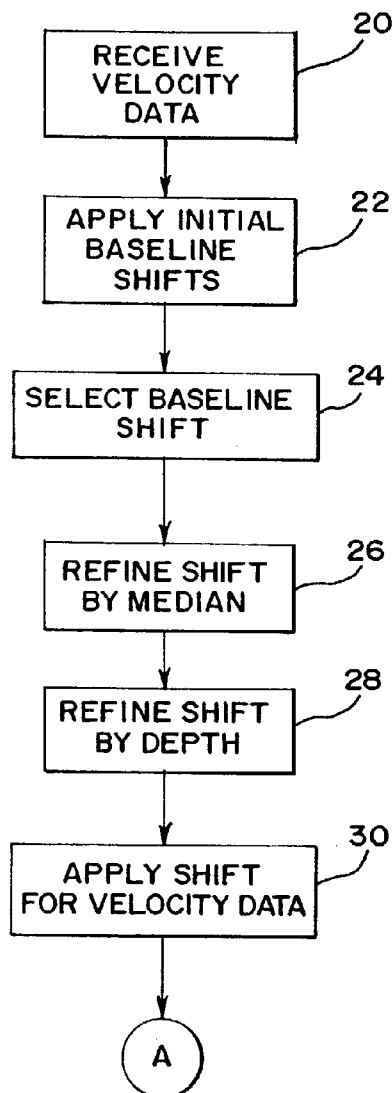 20
RECEIVE
VELOCITY
DATA
22
APPLY INITIAL
BASELINE
SHIFTS
24
SELECT BASELINE
SHIFT
26
REFINE SHIFT
BY MEDIAN
28
REFINE SHIFT
BY DEPTH
30
APPLY SHIFT
FOR VELOCITY DATA
A